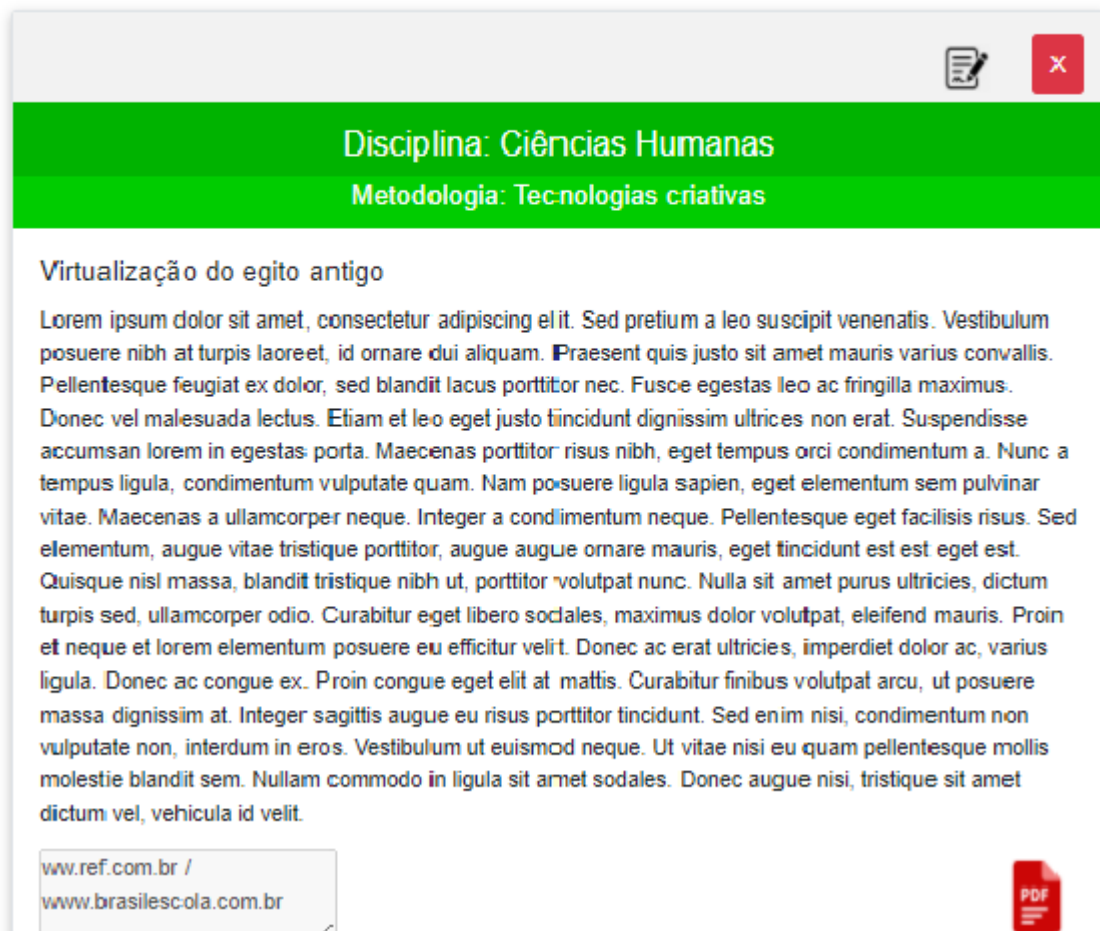 x
Disciplina: Ciências Humanas
Metodologia: Tecnologias criativas
Virtualização do egito antigo
Lorem ipsum dolor sit amet, consectetur adipiscing elit. Sed pretium a leo suscipit venenatis. Vestibulum
posuere nibh at turpis laoreet, id ornare dui aliquam. Praesent quis justo sit amet mauris varius convallis.
Pellentesque feugiat ex dolor, sed blandit lacus porttitor nec. Fusce egestas leo ac fringilla maximus.
Donec vel malesuada lectus. Etiam et leo eget justo tincidunt dignissim ultrices non erat. Suspendisse
accumsan lorem in egestas porta. Maecenas porttitor risus nibh, eget tempus orci condimentum a. Nunc a
tempus ligula, condimentum vulputate quam. Nam posuere ligula sapien, eget elementum sem pulvinar
vitae. Maecenas a ullamcorper neque. Integer a condimentum neque. Pellentesque eget facilisis risus. Sed
elementum, augue vitae tristique porttitor, augue augue ornare mauris, eget tincidunt est est eget est.
Quisque nisl massa, blandit tristique nibh ut, porttitor volutpat nunc. Nulla sit amet purus ultricies, dictum
turpis sed, ullamcorper odio. Curabitur eget libero sodales, maximus dolor volutpat, eleifend mauris. Proin
et neque et lorem elementum posuere eu efficitur velit. Donec ac erat ultricies, imperdiet dolor ac, varius
ligula. Donec ac congue ex. Proin congue eget elit at mattis. Curabitur finibus volutpat arcu, ut posuere
massa dignissim at. Integer sagittis augue eu risus porttitor tincidunt. Sed enim nisi, condimentum non
vulputate non, interdum in eros. Vestibulum ut euismod neque. Ut vitae nisi eu quam pellentesque mollis
molestie blandit sem. Nullam commodo in ligula sit amet sodales. Donec augue nisi, tristique sit amet
dictum vel, vehicula id velit.
ww.ref.com.br /
www.brasilescola.com.br
PDF